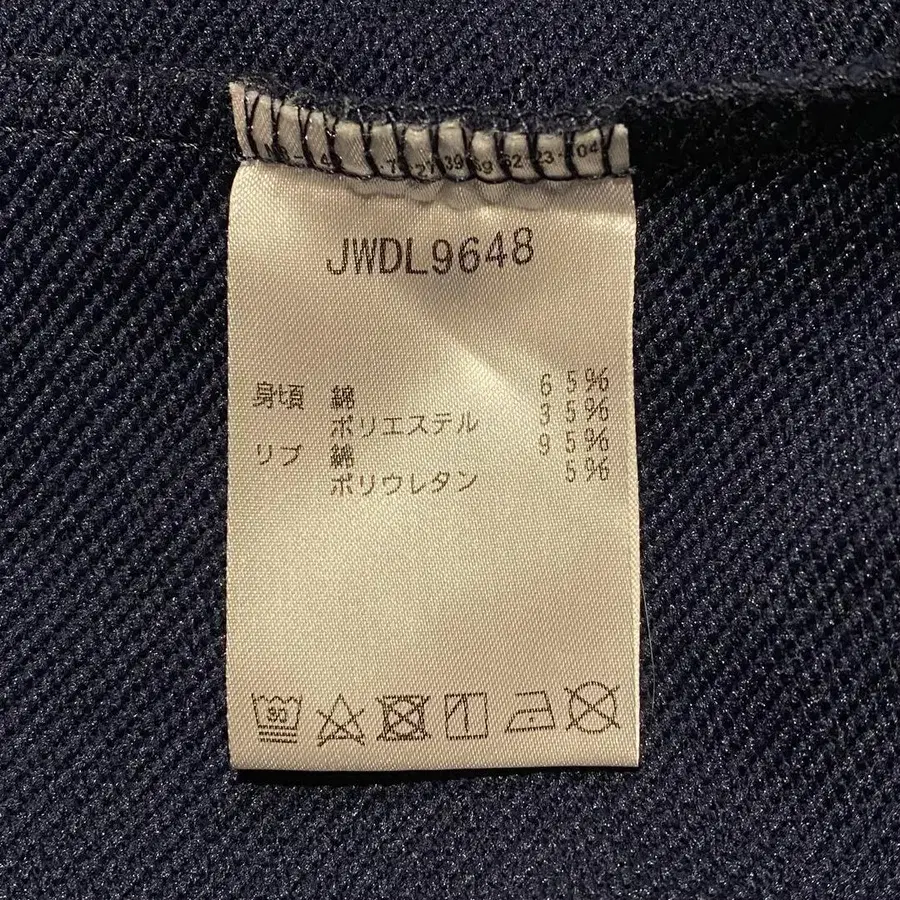 JWDL9648
身頃 綿 65%
ポリエステル 35%
リブ 綿 95%
ポリウレタン 5%
30